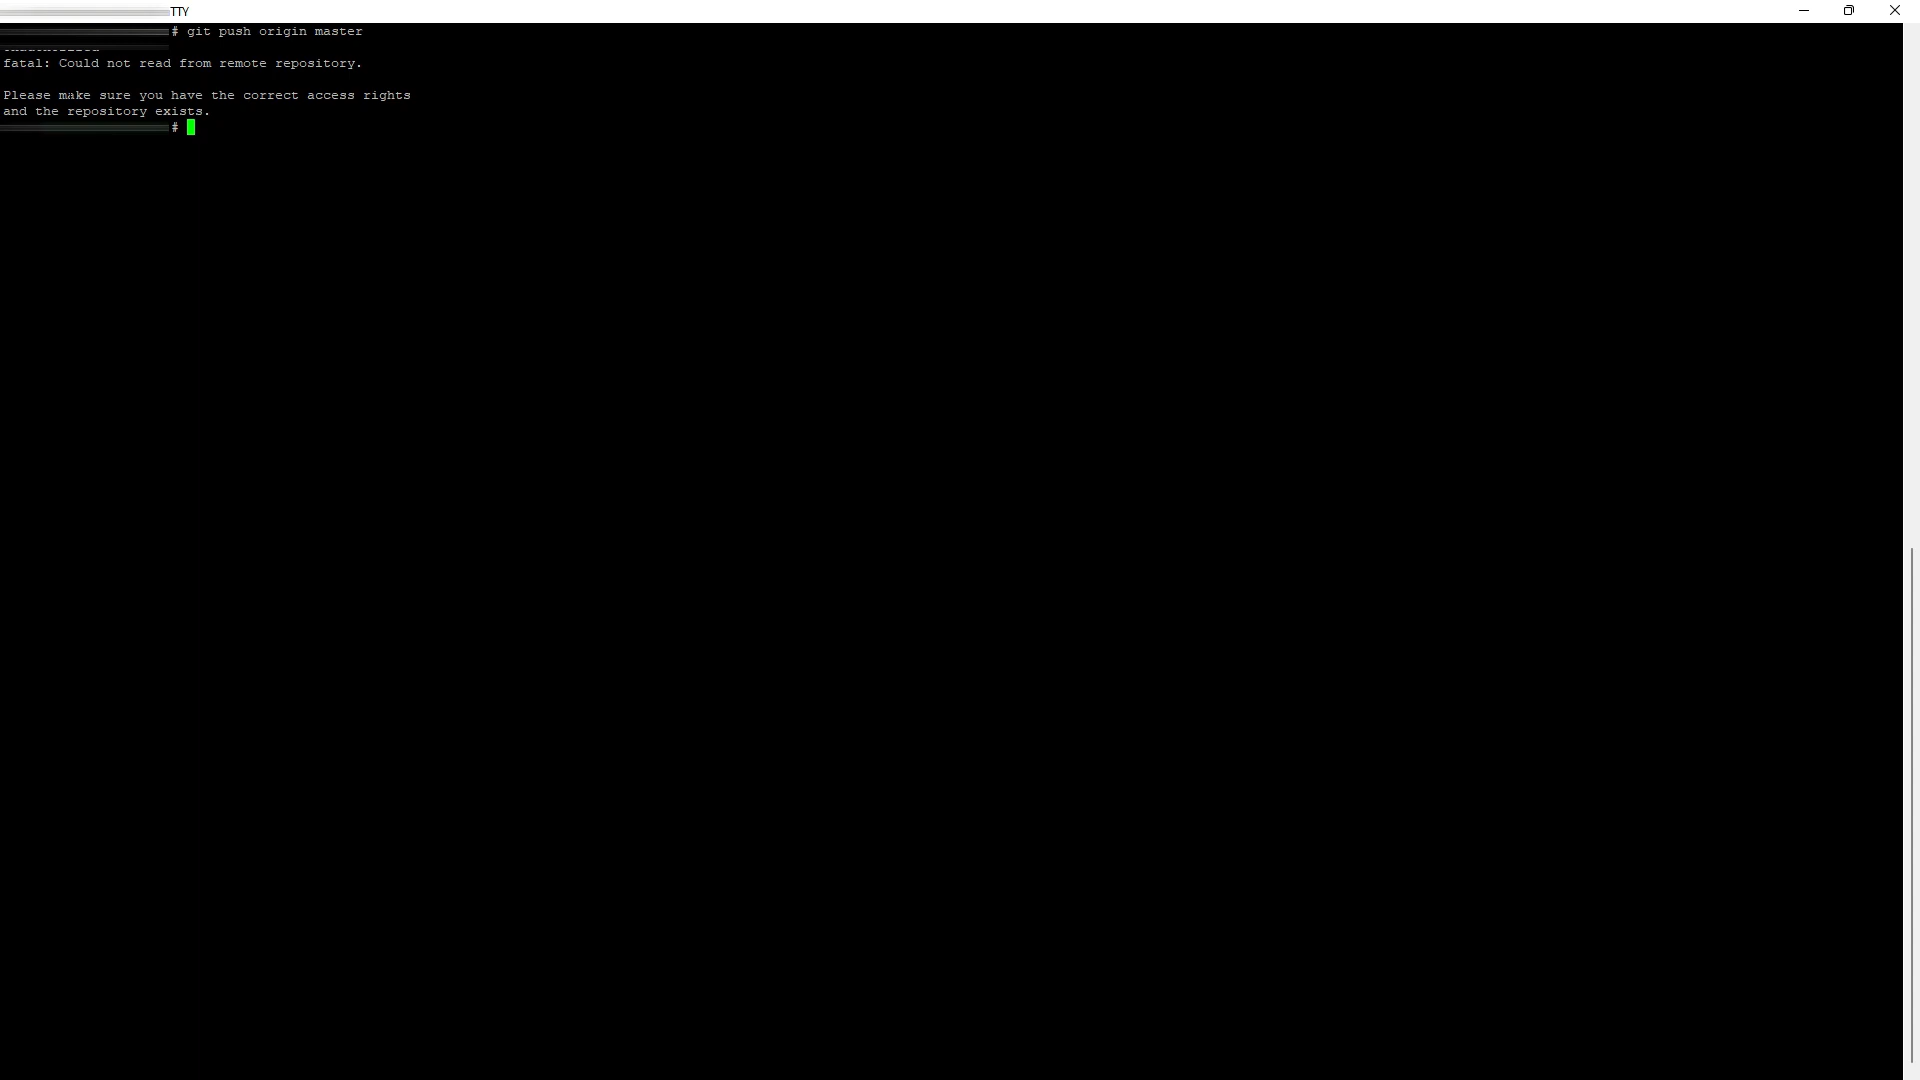 TTY
# git push origin master
fatal: Could not read from remote repository.
Please make sure you have the correct access rights
and the repository exists.
#